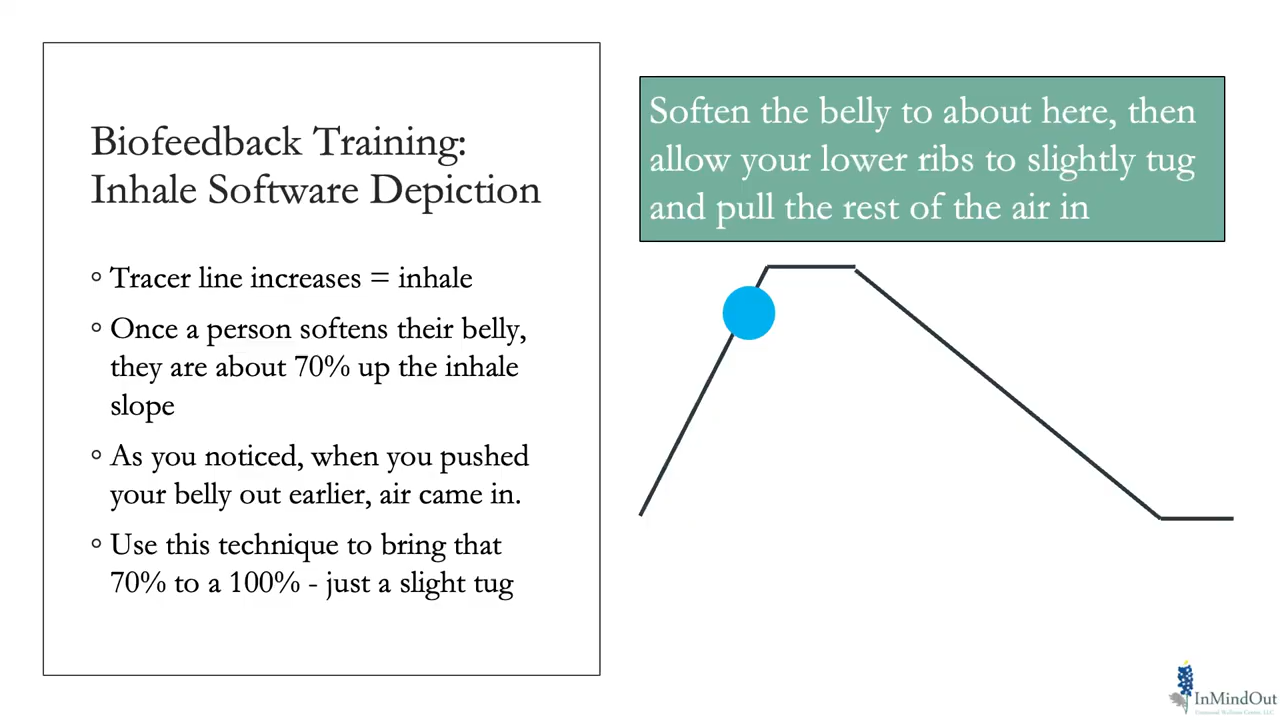 Biofeedback Training:
Inhale Software Depiction
◦ Tracer line increases = inhale
◦ Once a person softens their belly,
they are about 70% up the inhale
slope
◦ As you noticed, when you pushed
your belly out earlier, air came in.
◦ Use this technique to bring that
70% to a 100% - just a slight tug
Soften the belly to about here, then
allow your lower ribs to slightly tug
and pull the rest of the air in
InMindOut